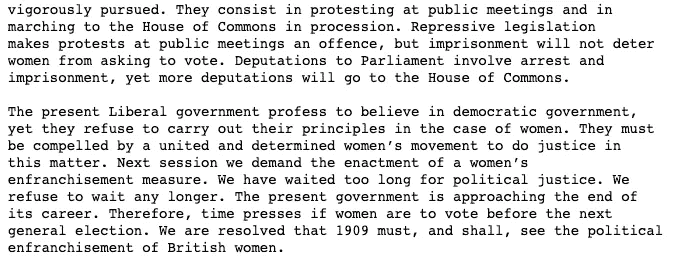 vigorously pursued. They consist in protesting at public meetings and in
marching to the House of Commons in procession. Repressive legislation
makes protests at public meetings an offence, but imprisonment will not deter
women from asking to vote. Deputations to Parliament involve arrest and
imprisonment, yet more deputations will go to the House of Commons.

The present Liberal government profess to believe in democratic government,
yet they refuse to carry out their principles in the case of women. They must
be compelled by a united and determined women’s movement to do justice in
this matter. Next session we demand the enactment of a women’s
enfranchisement measure. We have waited too long for political justice. We
refuse to wait any longer. The present government is approaching the end of
its career. Therefore, time presses if women are to vote before the next
general election. We are resolved that 1909 must, and shall, see the political
enfranchisement of British women.